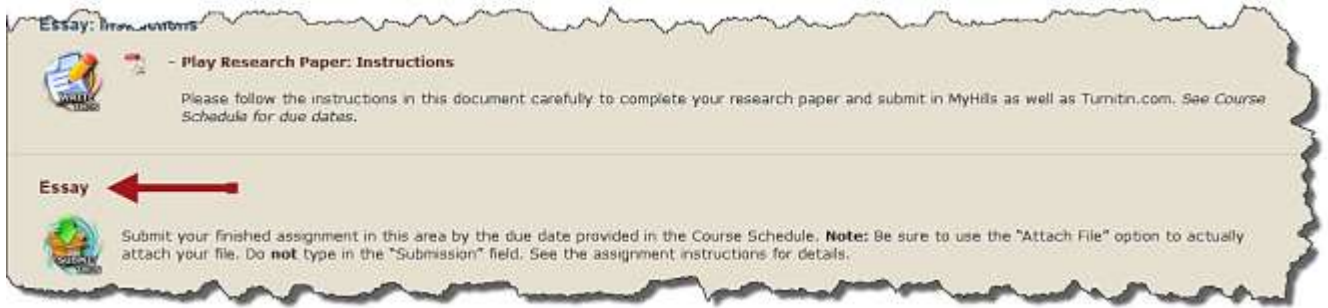 Essay: Instructions
- Play Research Paper: Instructions
Please follow the instructions in this document carefully to complete your research paper and submit in MyHills as well as Turnitin.com. See Course
Schedule for due dates.
Essay
Submit your finished assignment in this area by the due date provided in the Course Schedule. Note: Be sure to use the "Attach File" option to actually
attach your file. Do not type in the "Submission" field. See the assignment instructions for details.